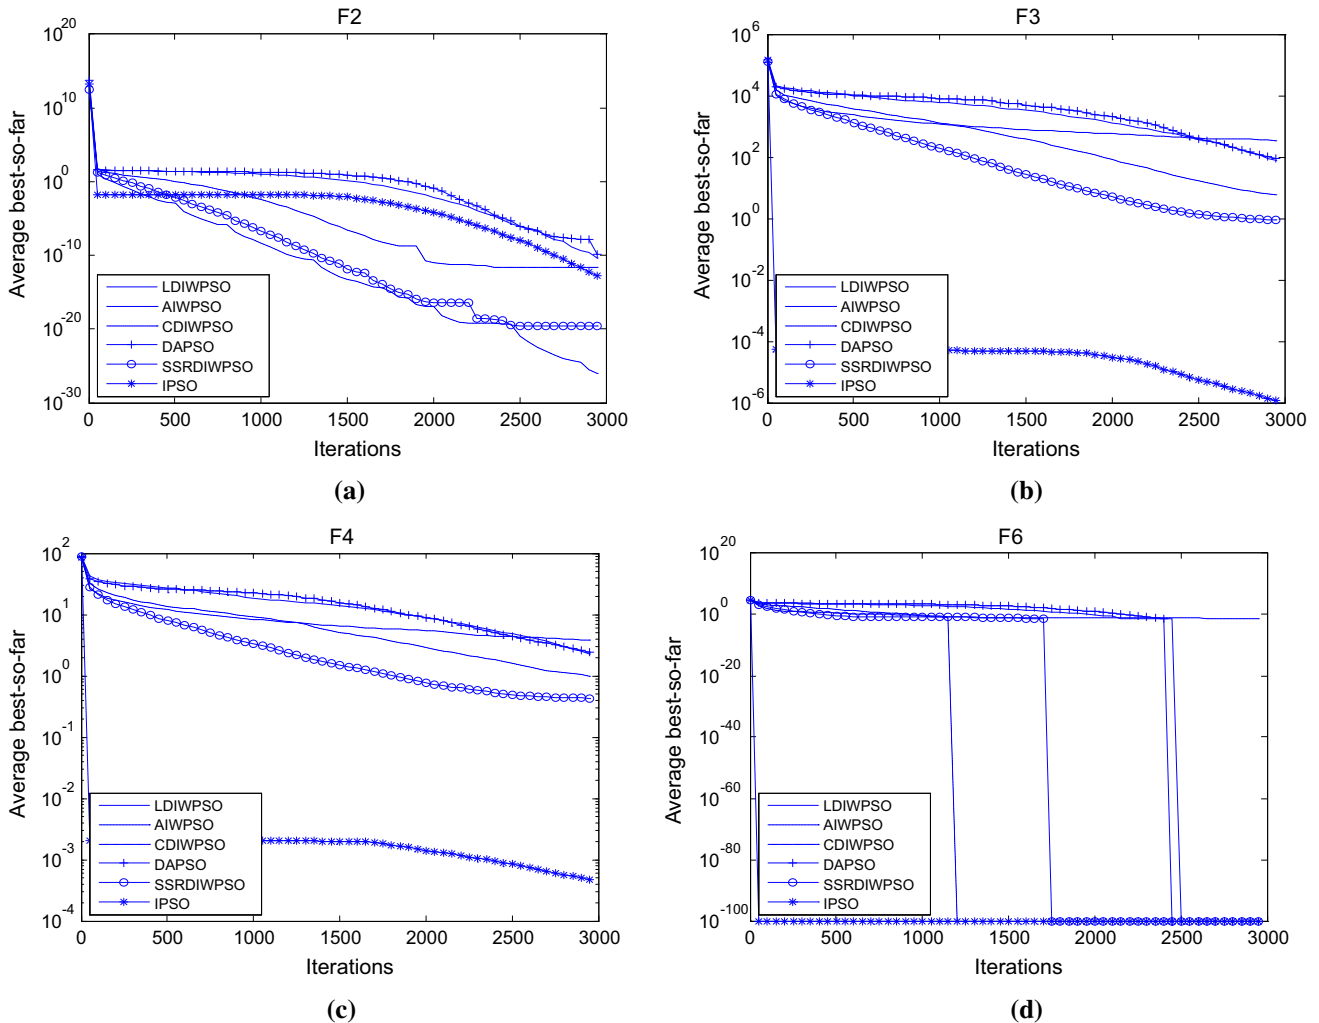 F2
10^20
10^10
10^0
10^-10
10^-20
10^-30
Average best-so-far
LDIWPSO
AIWPSO
CDIWPSO
DAPSO
SSRDIWPSO
IPSO
0 500 1000 1500 2000 2500 3000
Iterations
(a)
F3
10^6
10^4
10^2
10^0
10^-2
10^-4
10^-6
Average best-so-far
LDIWPSO
AIWPSO
CDIWPSO
DAPSO
SSRDIWPSO
IPSO
0 500 1000 1500 2000 2500 3000
Iterations
(b)
F4
10^2
10^1
10^0
10^-1
10^-2
10^-3
10^-4
Average best-so-far
LDIWPSO
AIWPSO
CDIWPSO
DAPSO
SSRDIWPSO
IPSO
0 500 1000 1500 2000 2500 3000
Iterations
(c)
F6
10^20
10^0
10^-20
10^-40
10^-60
10^-80
10^-100
Average best-so-far
LDIWPSO
AIWPSO
CDIWPSO
DAPSO
SSRDIWPSO
IPSO
0 500 1000 1500 2000 2500 3000
Iterations
(d)